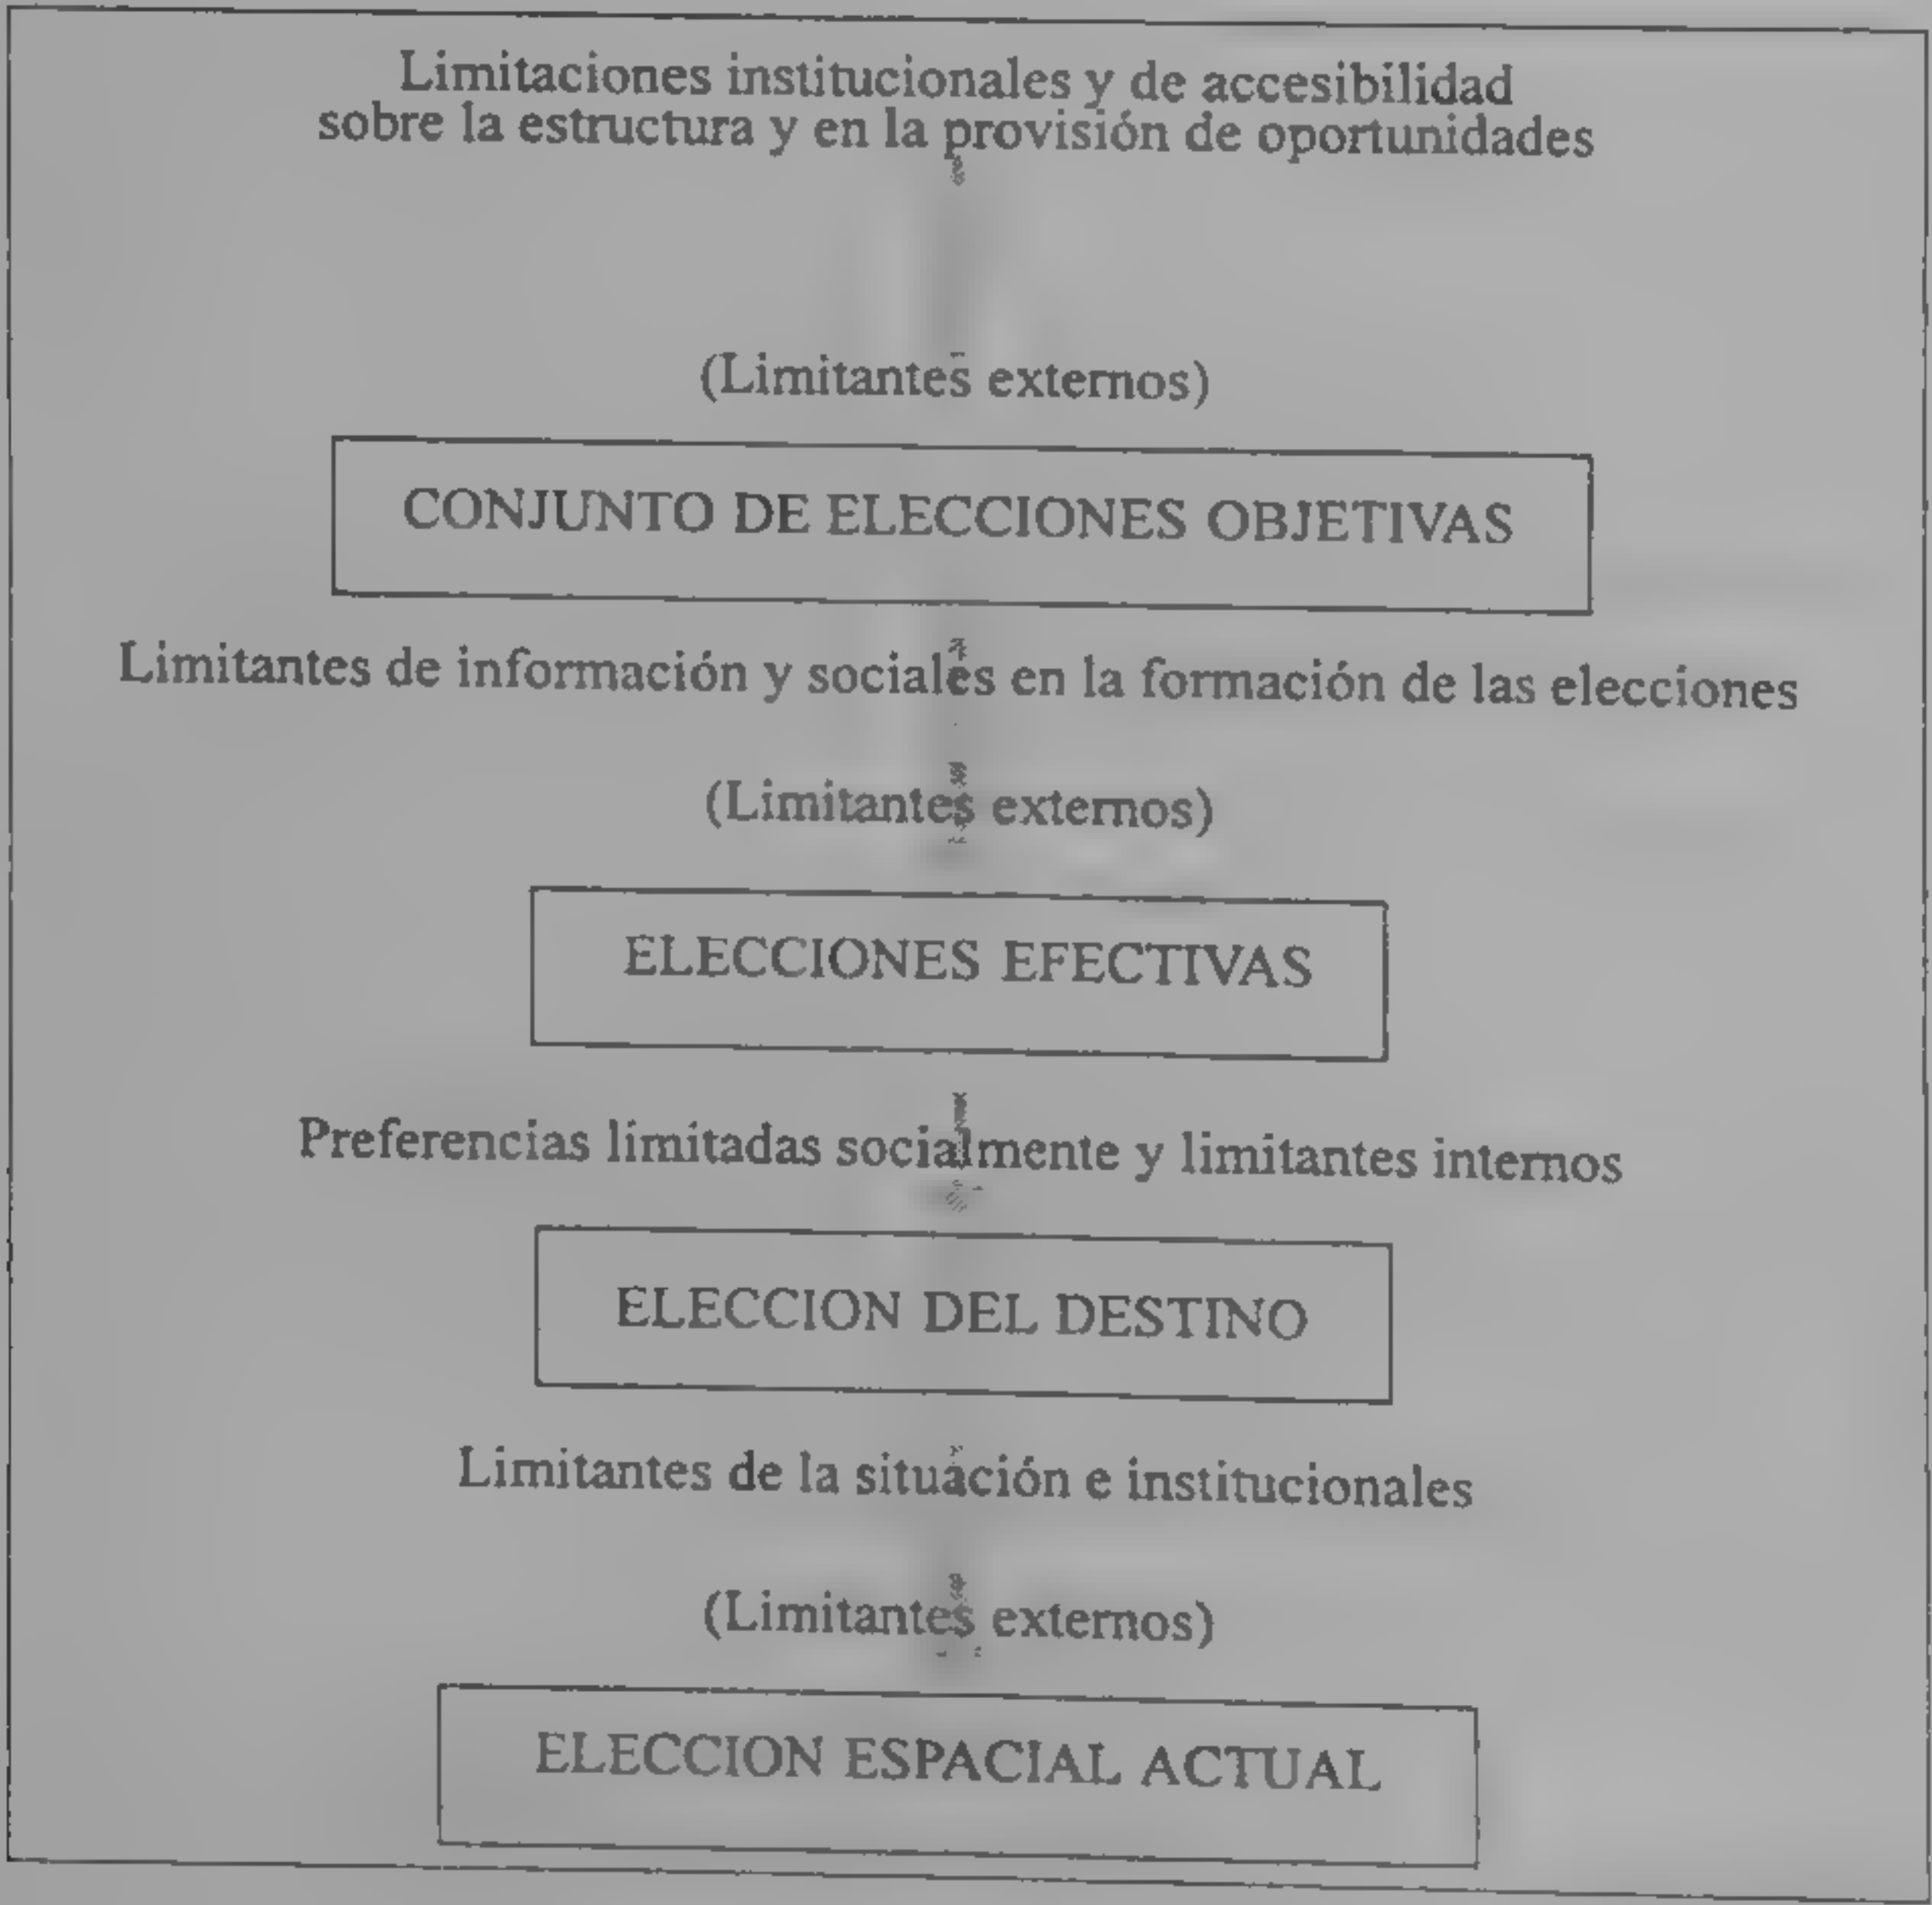 Limitaciones institucionales y de accesibilidad
sobre la estructura y en la provisión de oportunidades
(Limitantes externos)
CONJUNTO DE ELECCIONES OBJETIVAS
Limitantes de información y sociales en la formación de las elecciones
(Limitantes externos)
ELECCIONES EFECTIVAS
Preferencias limitadas socialmente y limitantes internos
ELECCION DEL DESTINO
Limitantes de la situación e institucionales
(Limitantes externos)
ELECCION ESPACIAL ACTUAL